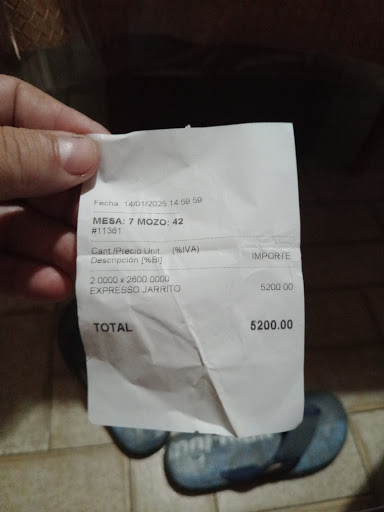 Fecha: 14/01/2025 14:59:59
MESA: 7 MOZO: 42
#11361
Cant./Precio Unit. (%IVA)
Descripción [%BI] IMPORTE
2.0000 x 2600.0000
EXPRESSO JARRITO 5200.00
TOTAL 5200.00